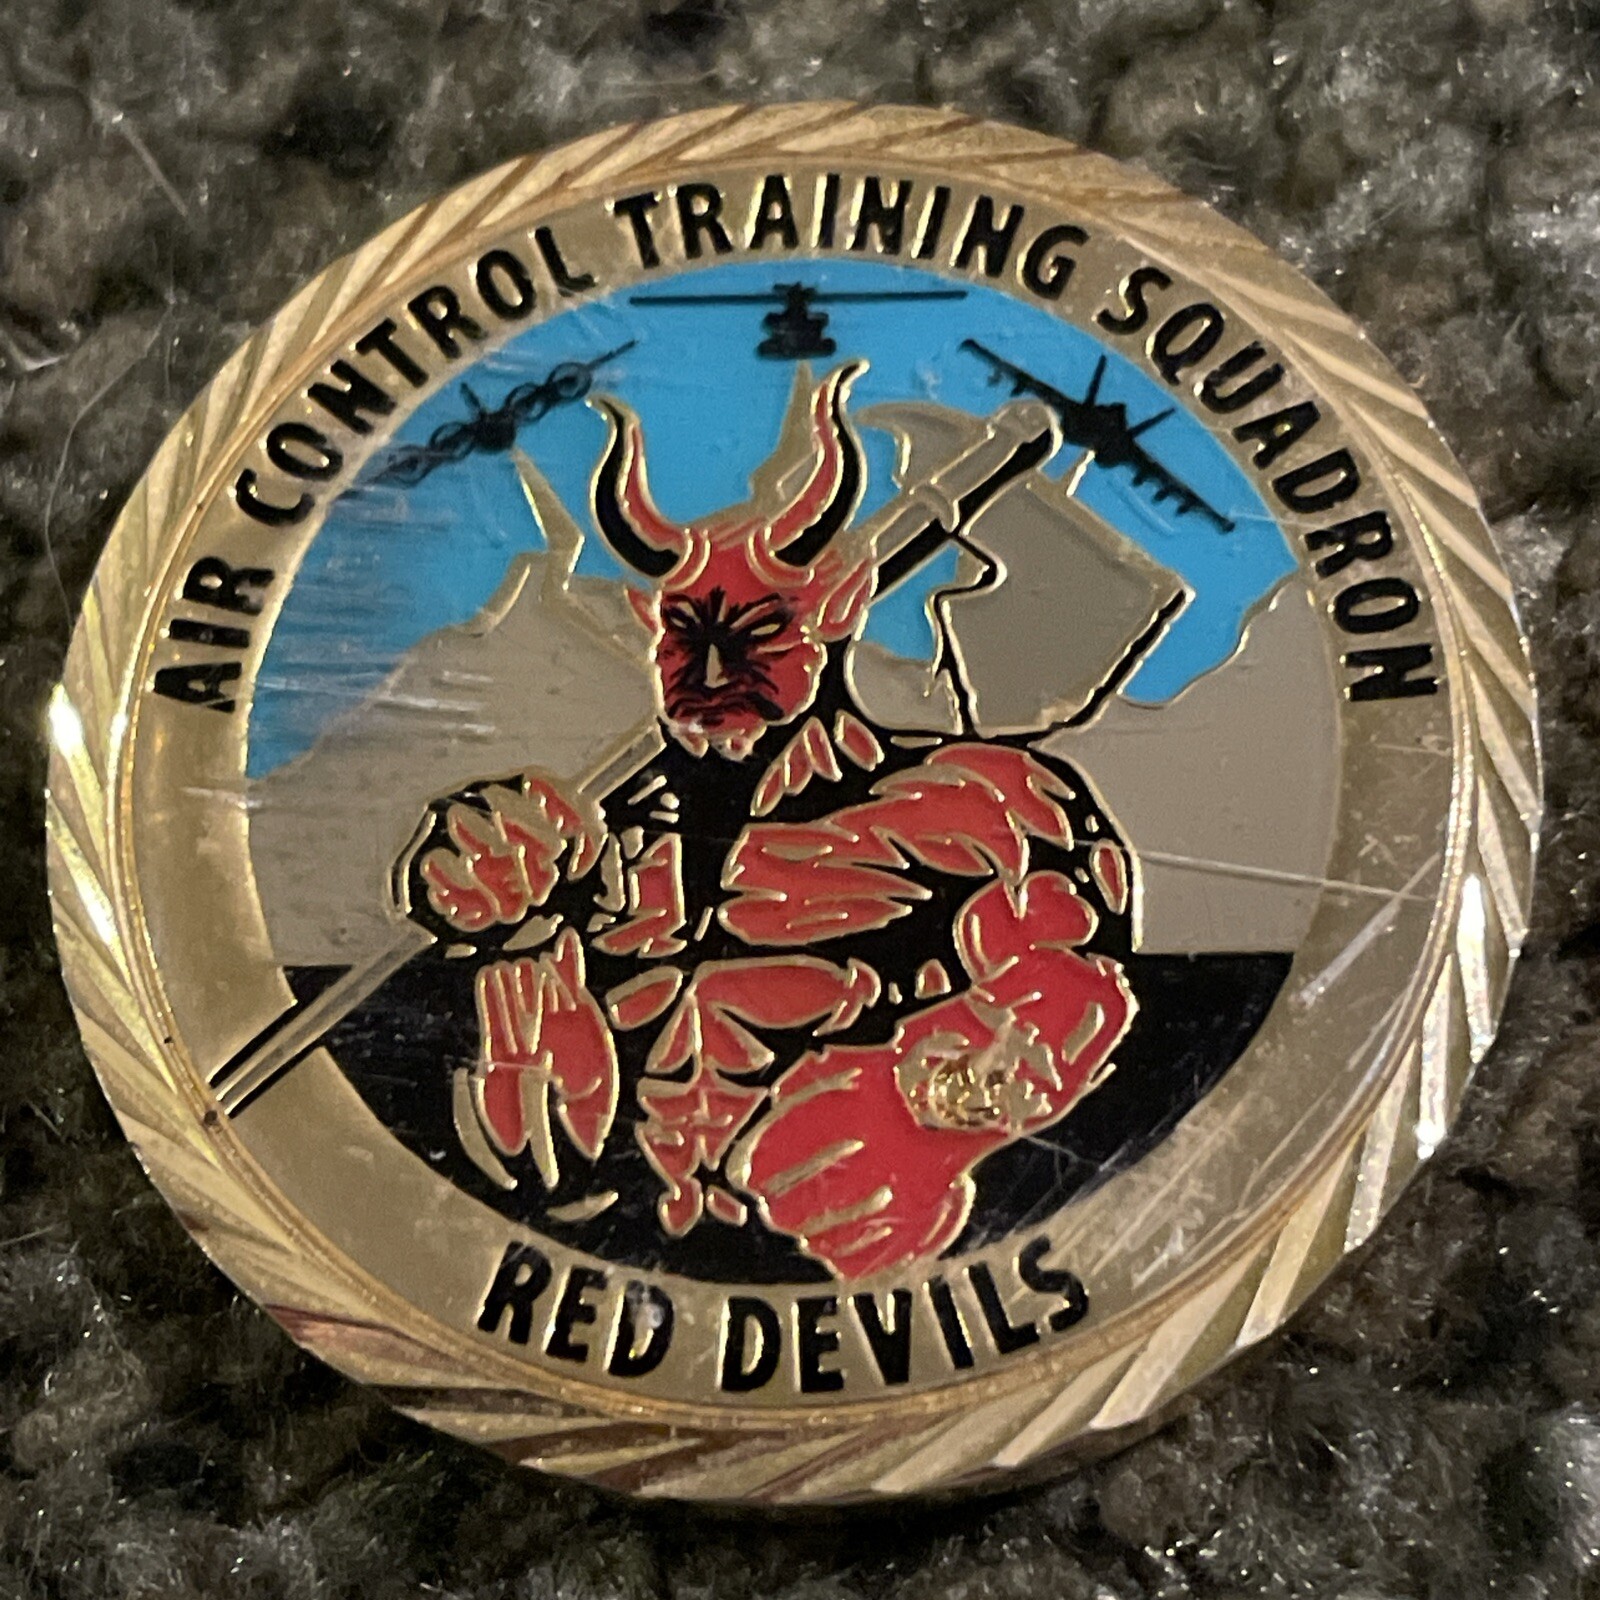 AIR CONTROL TRAINING SQUADRON
RED DEVILS